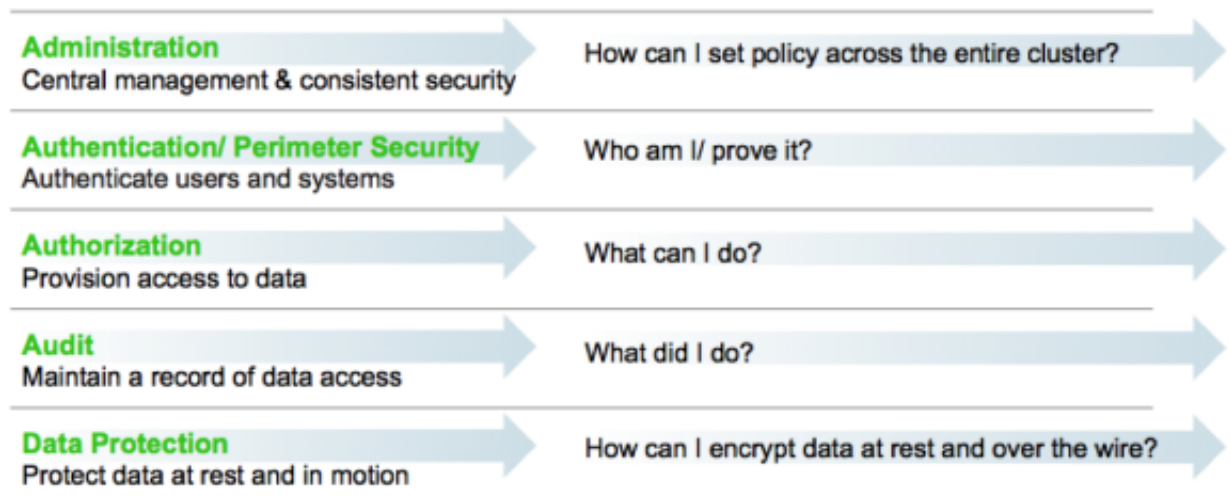 Administration
Central management & consistent security
How can I set policy across the entire cluster?
Authentication/ Perimeter Security
Authenticate users and systems
Who am I/ prove it?
Authorization
Provision access to data
What can I do?
Audit
Maintain a record of data access
What did I do?
Data Protection
Protect data at rest and in motion
How can I encrypt data at rest and over the wire?